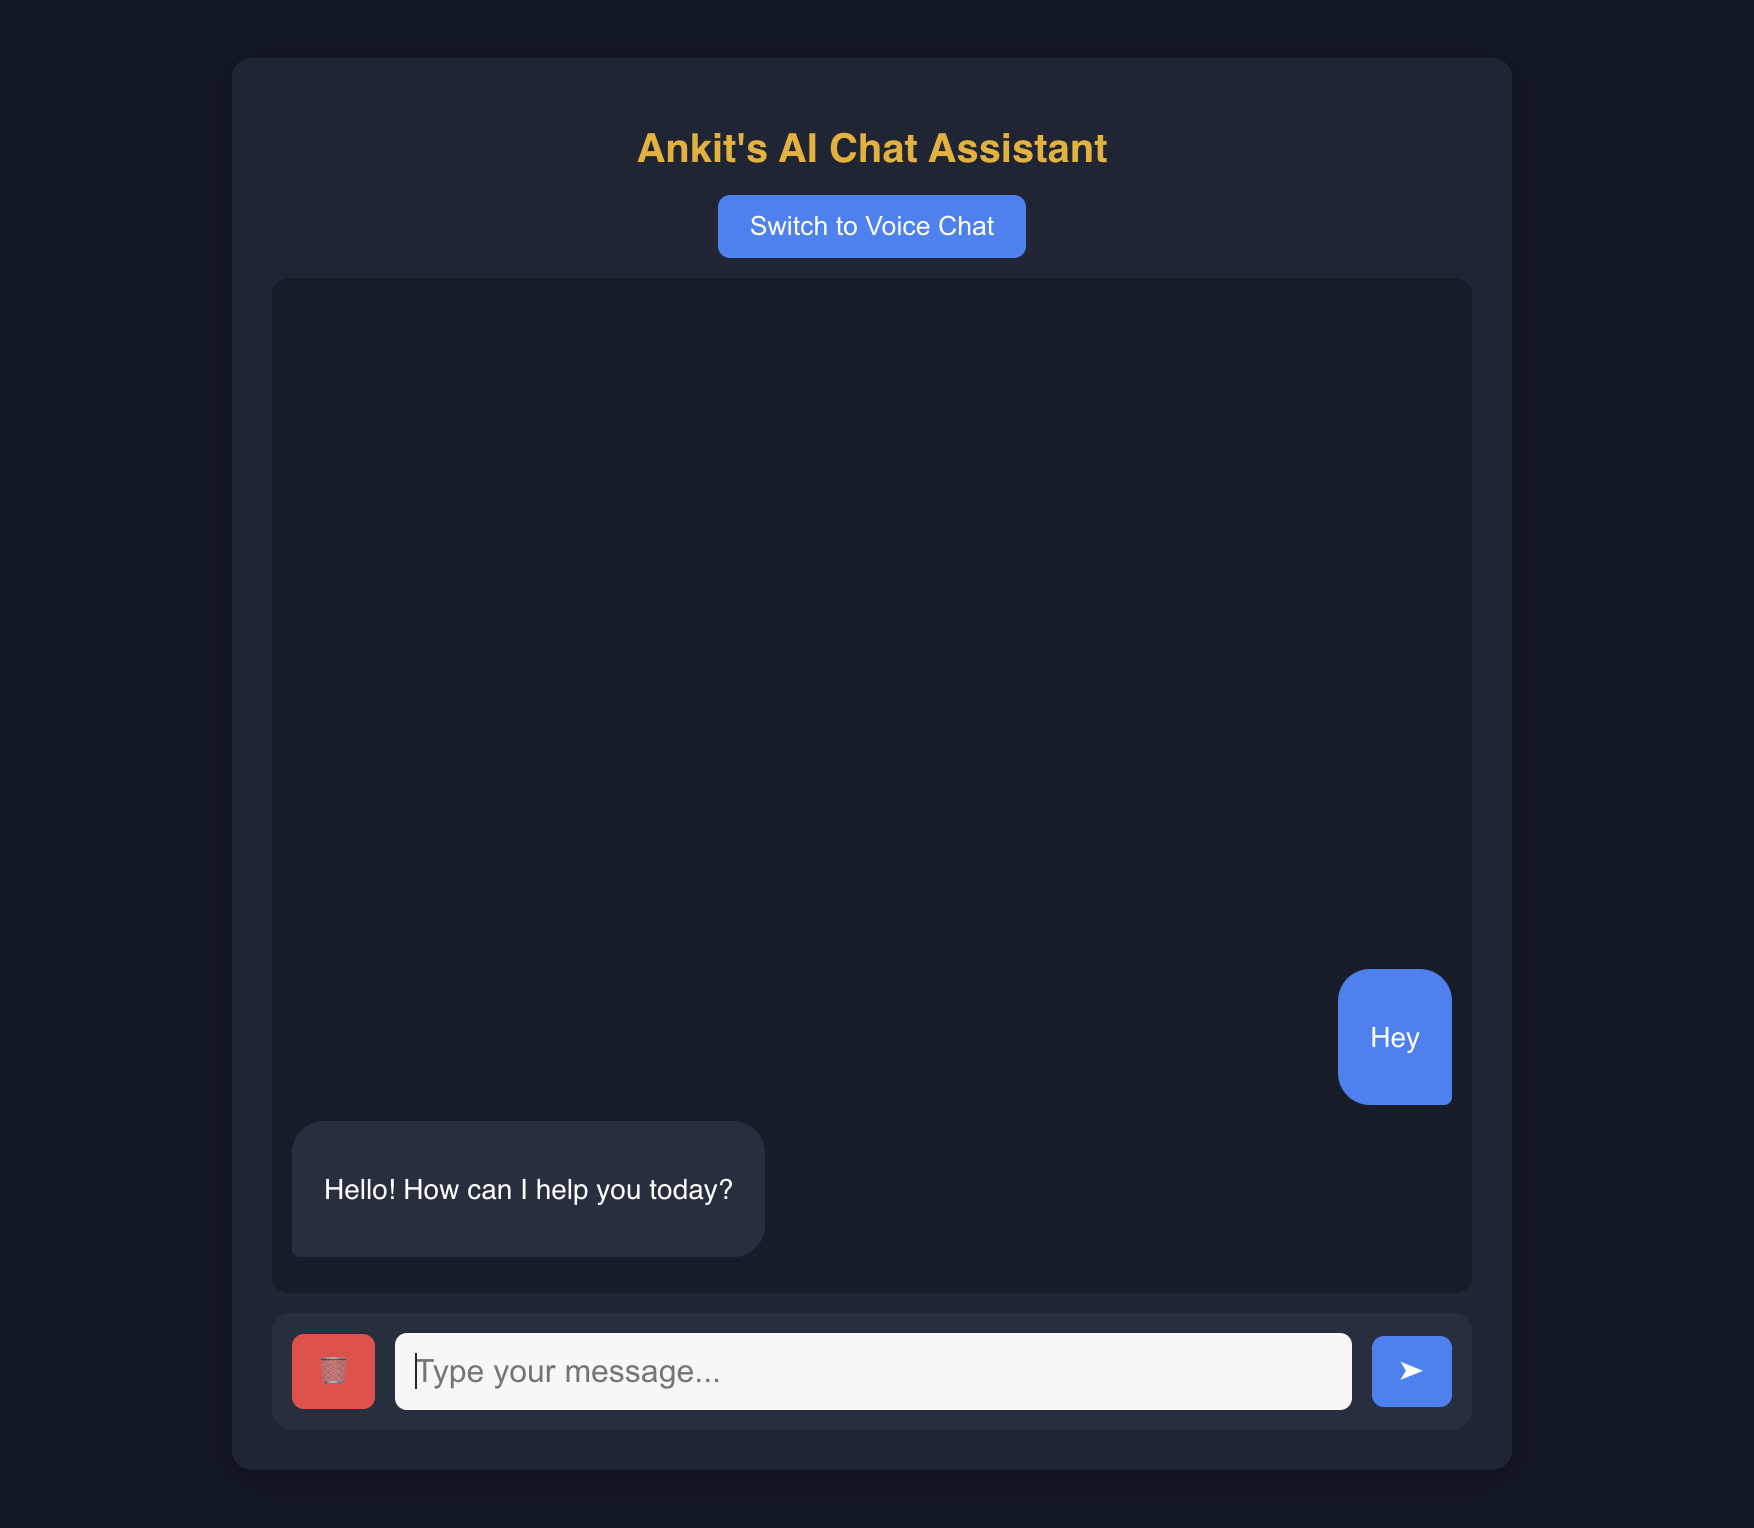 Ankit's AI Chat Assistant
Switch to Voice Chat
Hey
Hello! How can I help you today?
Type your message...